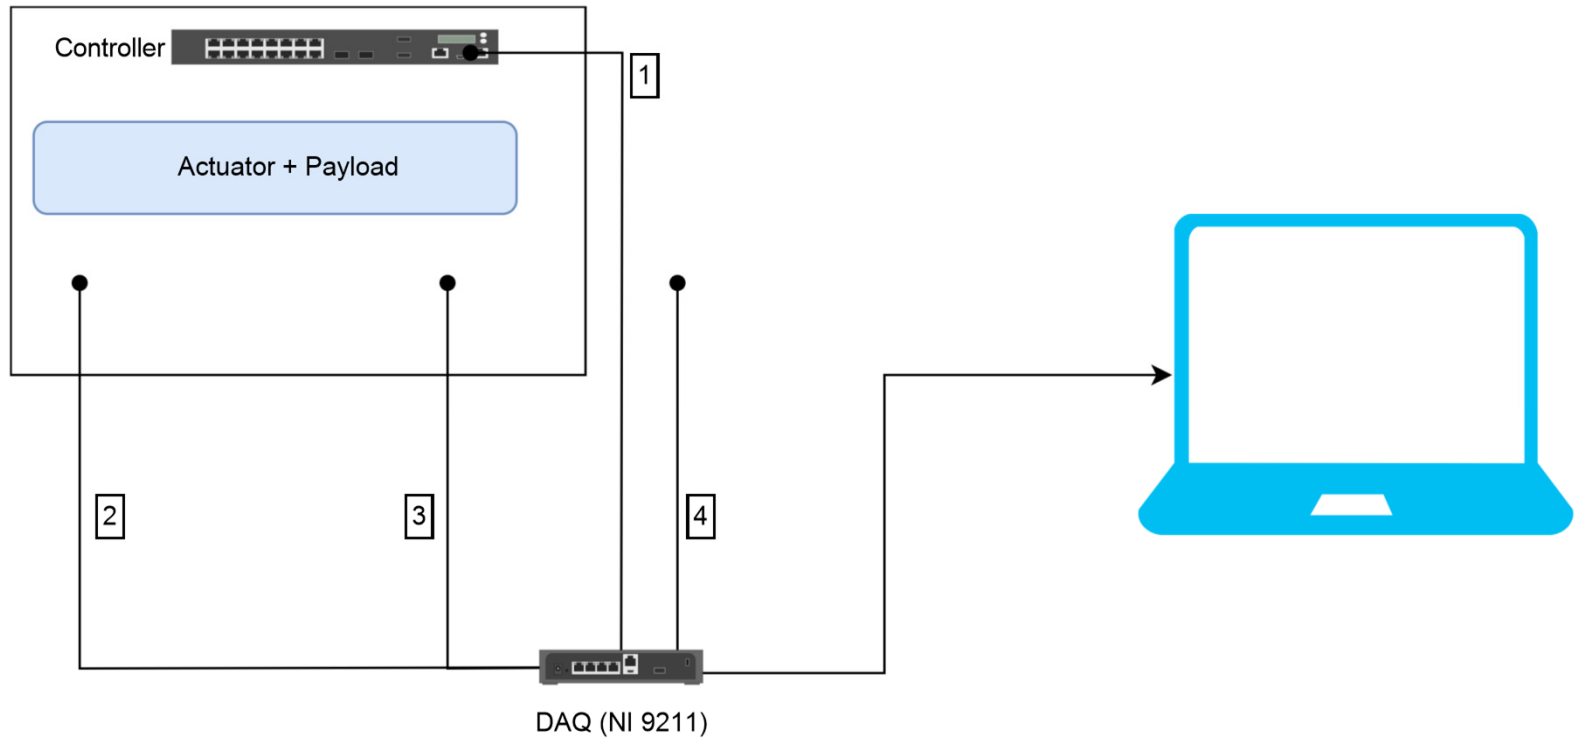 Controller
1
Actuator + Payload
2
3
4
DAQ (NI 9211)